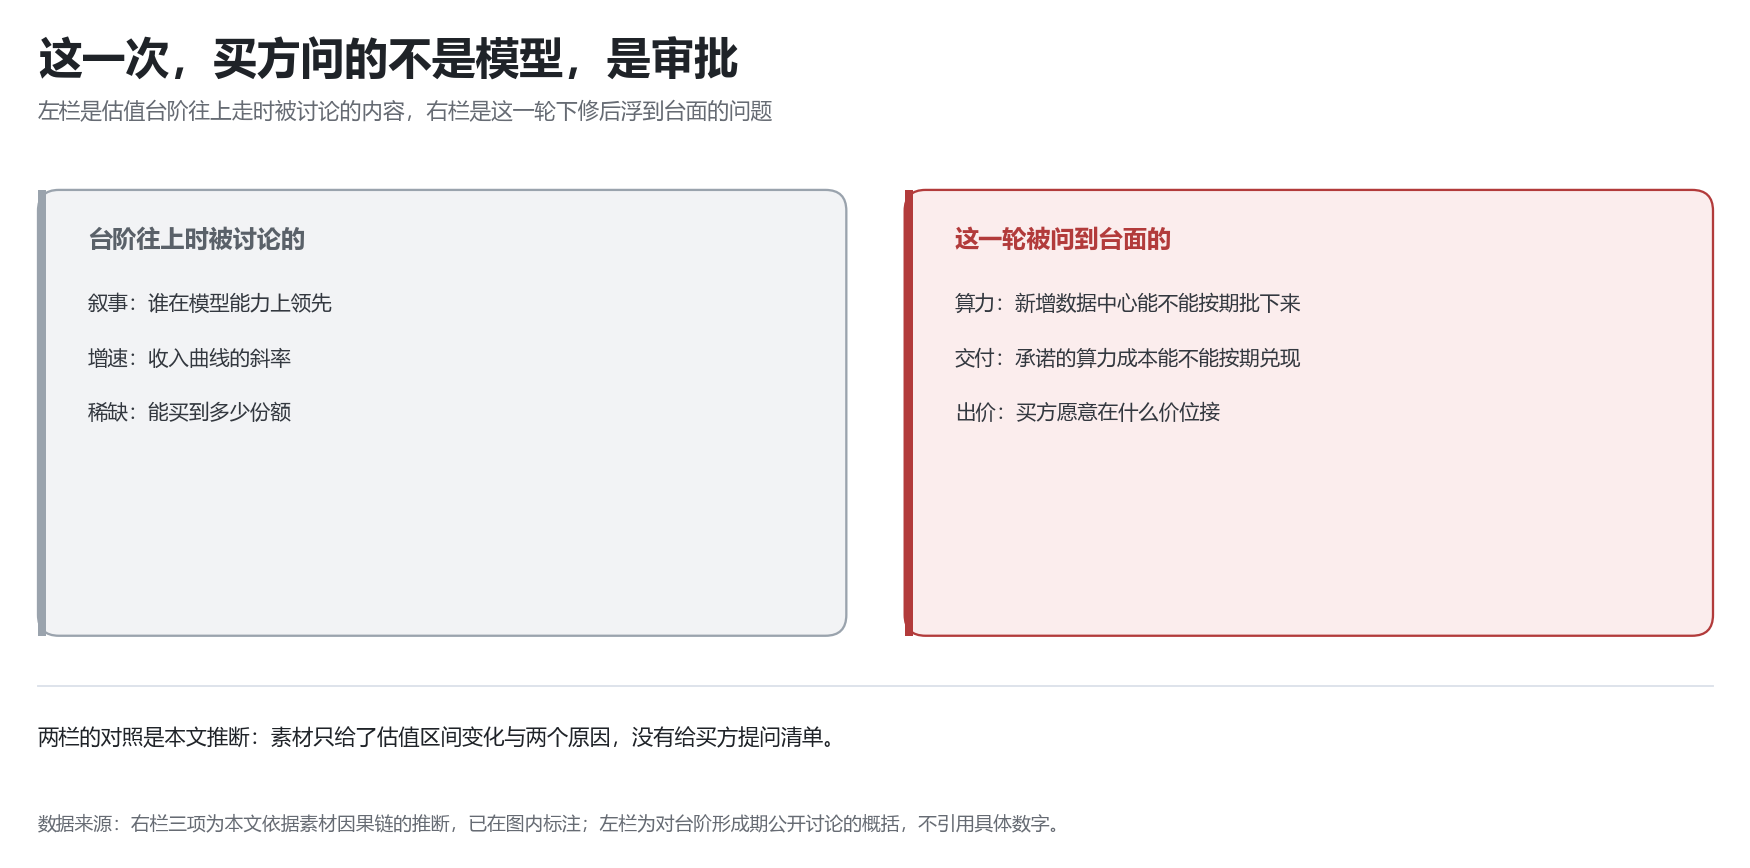 这一次，买方问的不是模型，是审批
左栏是估值台阶往上走时被讨论的内容，右栏是这一轮下修后浮到台面的问题
台阶往上时被讨论的
叙事：谁在模型能力上领先
增速：收入曲线的斜率
稀缺：能买到多少份额
这一轮被问到台面的
算力：新增数据中心能不能按期批下来
交付：承诺的算力成本能不能按期兑现
出价：买方愿意在什么价位接
两栏的对照是本文推断：素材只给了估值区间变化与两个原因，没有给买方提问清单。
数据来源：右栏三项为本文依据素材因果链的推断，已在图内标注；左栏为对台阶形成期公开讨论的概括，不引用具体数字。